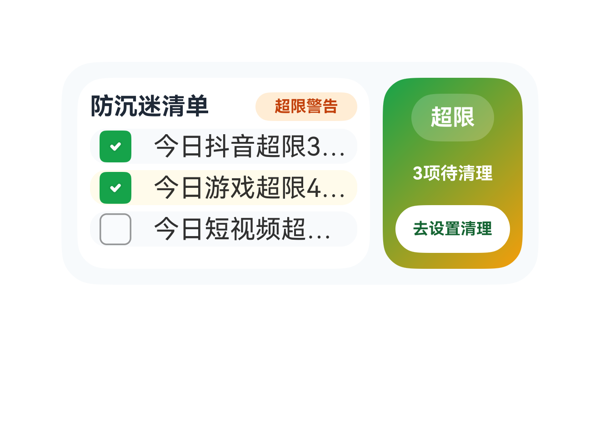 防沉迷清单
超限警告
今日抖音超限3...
今日游戏超限4...
今日短视频超...
超限
3项待清理
去设置清理